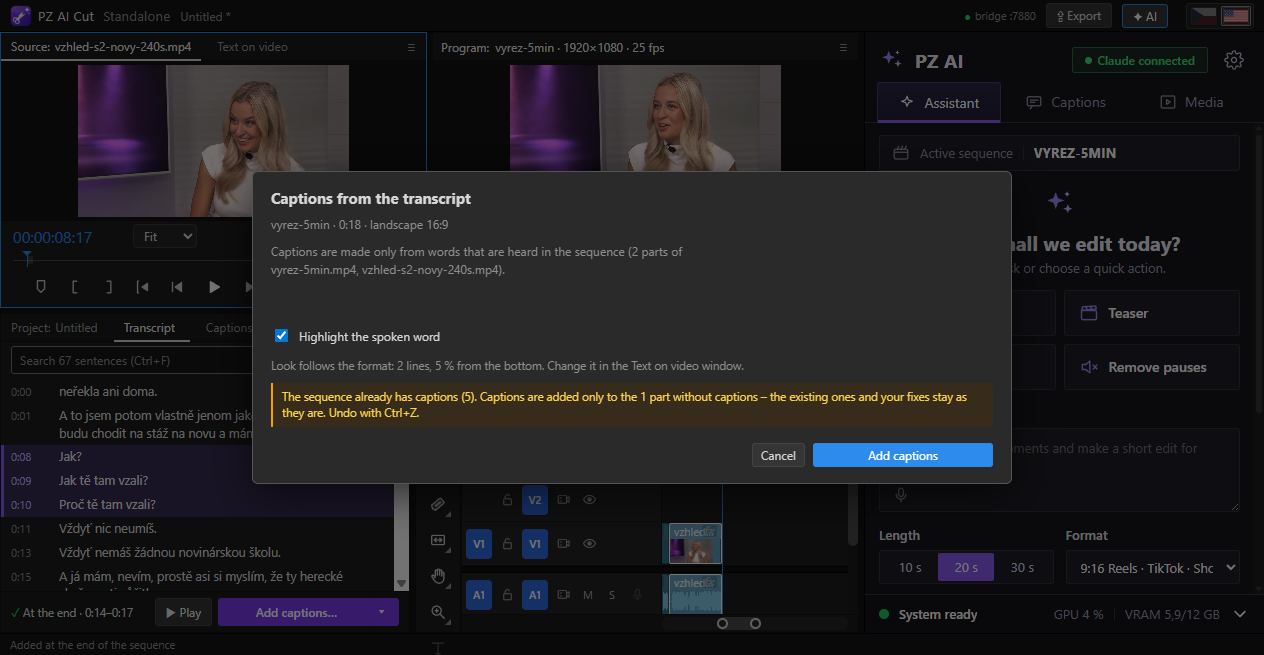 PZ AI Cut Standalone Untitled *
bridge :7880 Export AI
Source: vzhled-s2-novy-240s.mp4 Text on video
Program: vyrez-5min · 1920×1080 · 25 fps
PZ AI Claude connected
Assistant Captions Media
Active sequence VYREZ-5MIN
we edit today?
or choose a quick action.
Teaser
Remove pauses
and make a short edit for
Length Format
10 s 20 s 30 s 9:16 Reels · TikTok ·
System ready GPU 4 % VRAM 5,9/12 GB
Captions from the transcript
vyrez-5min · 0:18 · landscape 16:9
Captions are made only from words that are heard in the sequence (2 parts of
vyrez-5min.mp4, vzhled-s2-novy-240s.mp4).
Highlight the spoken word
Look follows the format: 2 lines, 5 % from the bottom. Change it in the Text on video window.
The sequence already has captions (5). Captions are added only to the 1 part without captions – the existing ones and your fixes stay as
they are. Undo with Ctrl+Z.
Cancel Add captions
00:00:08:17 Fit
Project: Untitled Transcript Captions
Search 67 sentences (Ctrl+F)
0:00 neřekla ani doma.
0:01 A to jsem potom vlastně jenom
budu chodit na stáž na novu a
0:08 Jak?
0:09 Jak tě tam vzali?
0:10 Proč tě tam vzali?
0:11 Vždyť nic neumíš.
0:13 Vždyť nemáš žádnou novinárskou školu.
0:15 A já mám, nevím, prostě asi si myslím, že ty herecké
At the end · 0:14–0:17 Play Add captions...
Added at the end of the sequence
V2
V1 V1
A1 A1 M S